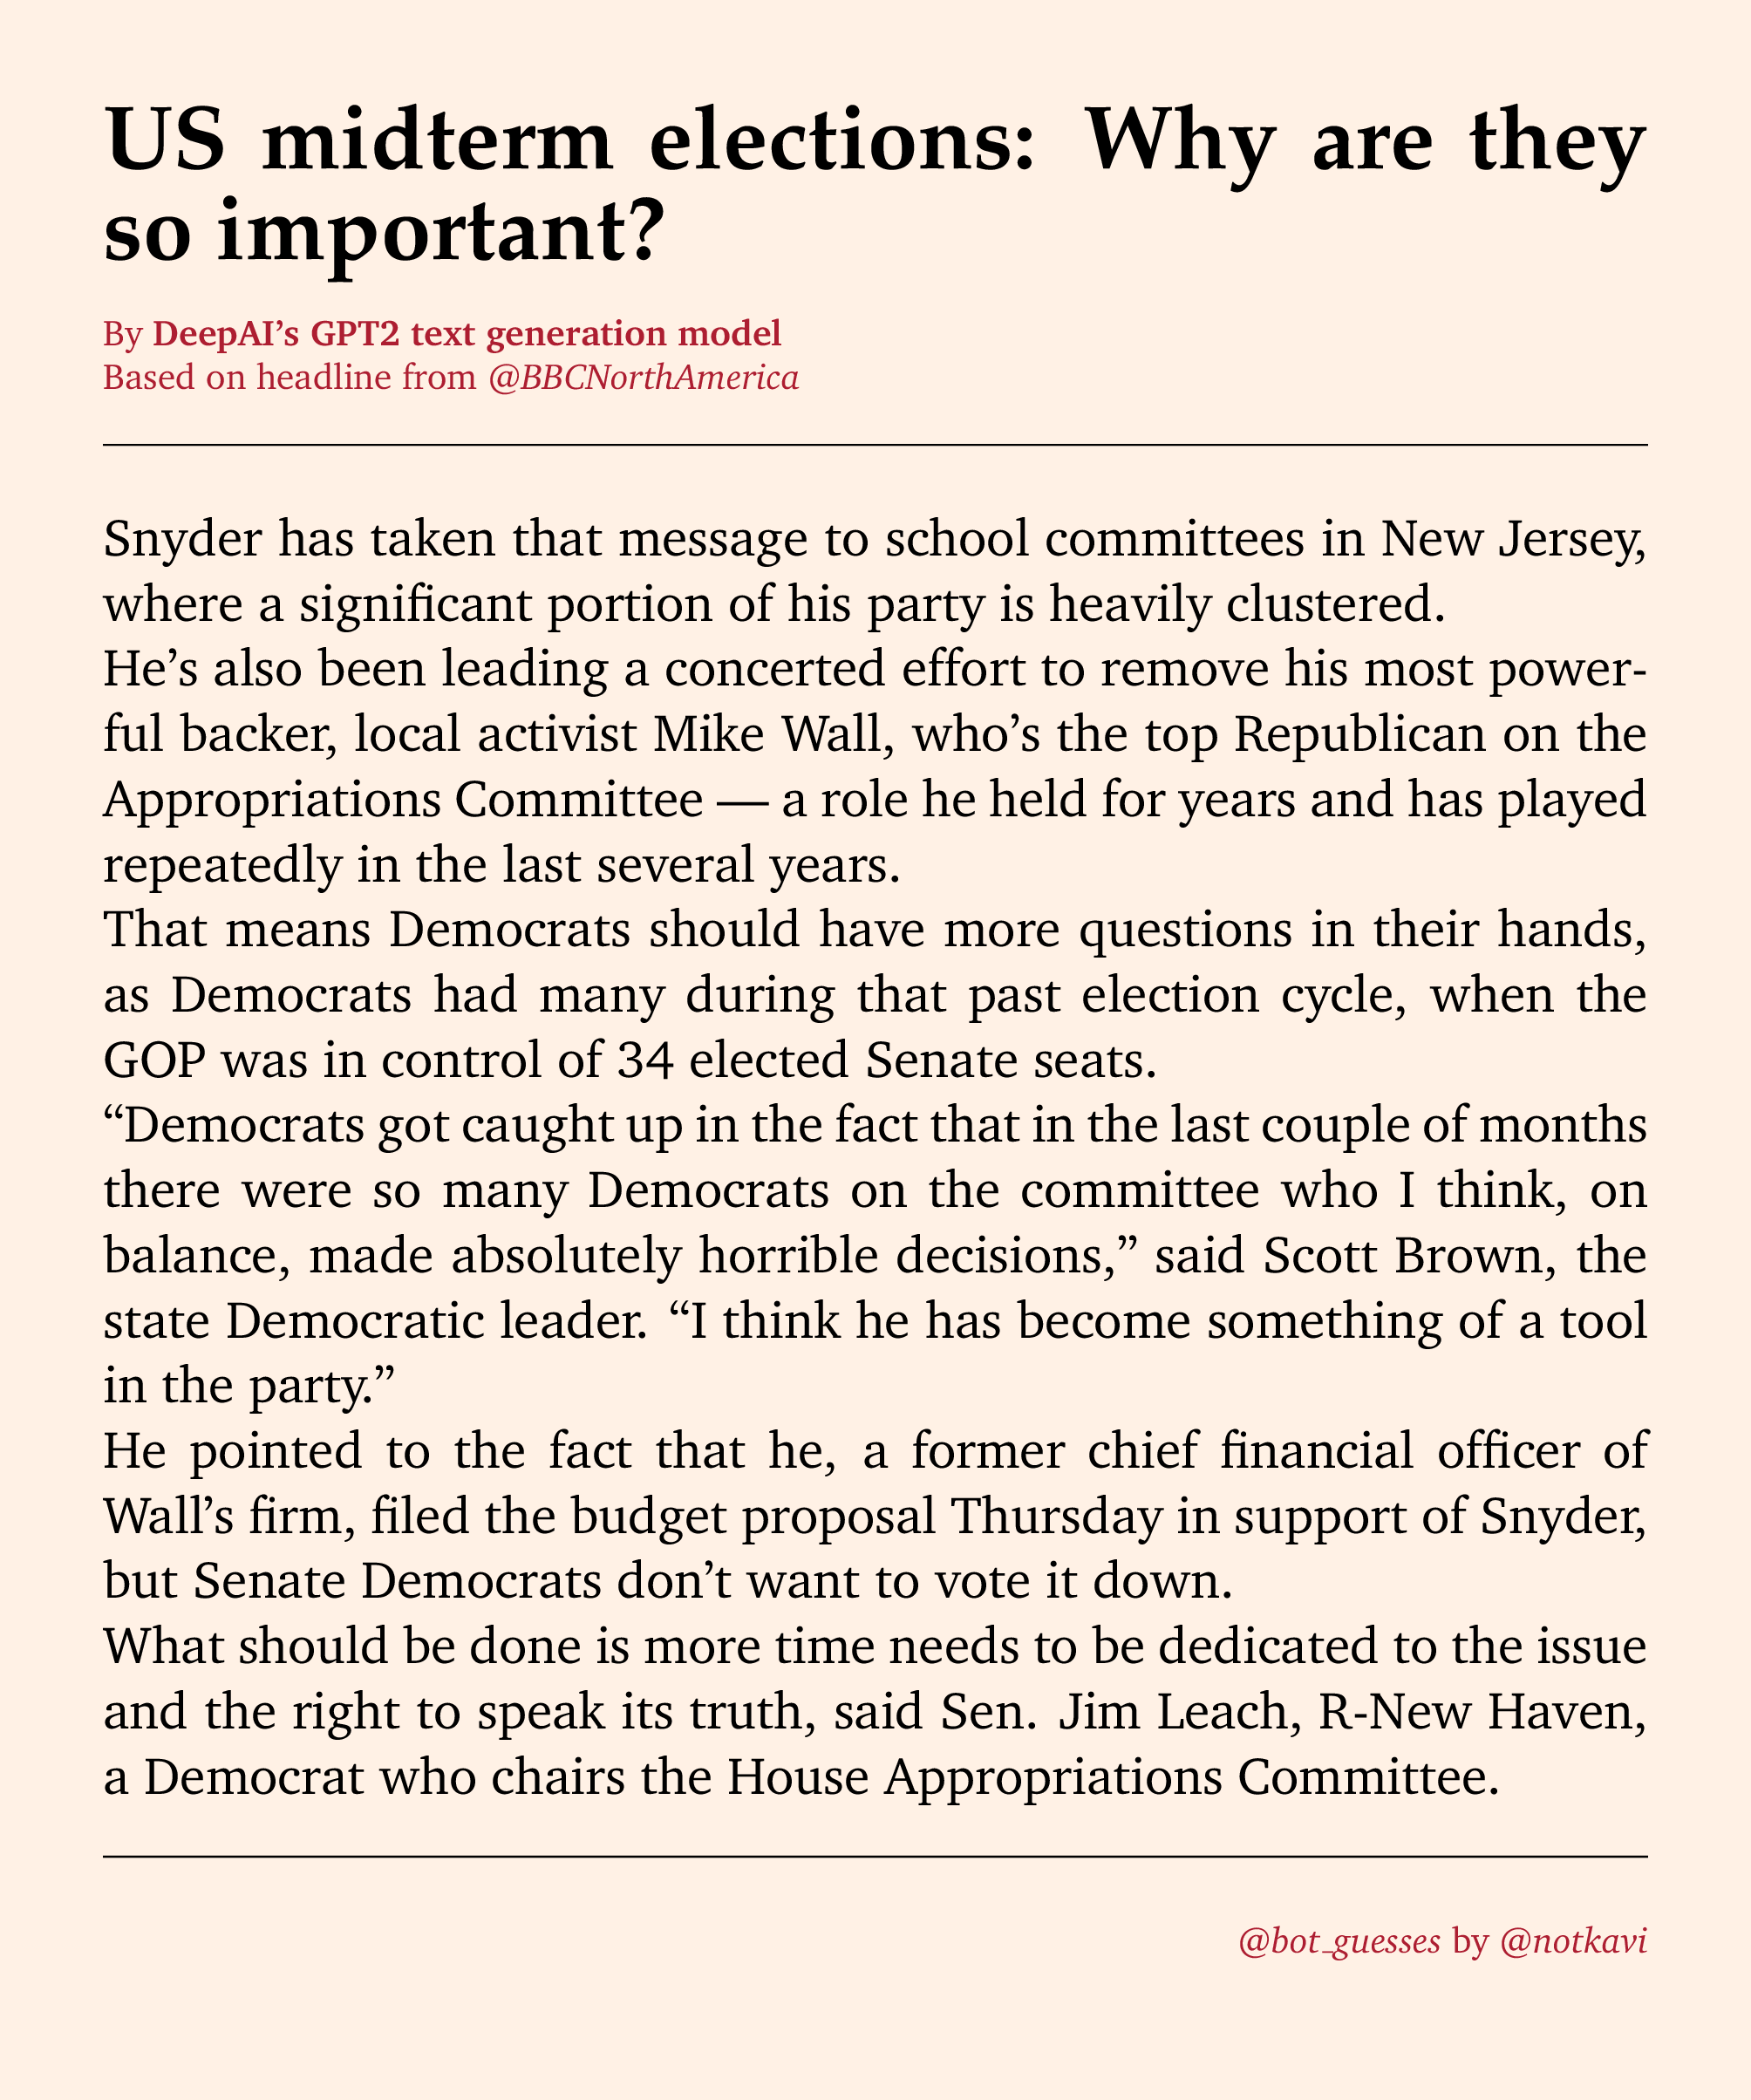 US midterm elections: Why are they
so important?
By DeepAI’s GPT2 text generation model
Based on headline from @BBCNorthAmerica
Snyder has taken that message to school committees in New Jersey,
where a significant portion of his party is heavily clustered.
He’s also been leading a concerted effort to remove his most power-
ful backer, local activist Mike Wall, who’s the top Republican on the
Appropriations Committee — a role he held for years and has played
repeatedly in the last several years.
That means Democrats should have more questions in their hands,
as Democrats had many during that past election cycle, when the
GOP was in control of 34 elected Senate seats.
“Democrats got caught up in the fact that in the last couple of months
there were so many Democrats on the committee who I think, on
balance, made absolutely horrible decisions,” said Scott Brown, the
state Democratic leader. “I think he has become something of a tool
in the party.”
He pointed to the fact that he, a former chief financial officer of
Wall’s firm, filed the budget proposal Thursday in support of Snyder,
but Senate Democrats don’t want to vote it down.
What should be done is more time needs to be dedicated to the issue
and the right to speak its truth, said Sen. Jim Leach, R-New Haven,
a Democrat who chairs the House Appropriations Committee.
@bot_guesses by @notkavi